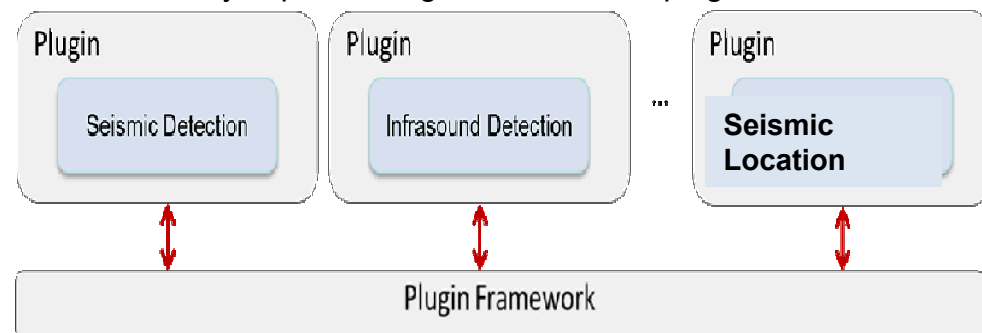 Plugin
Plugin
Plugin
Seismic Detection
Infrasound Detection
...
Seismic
Location
Plugin Framework